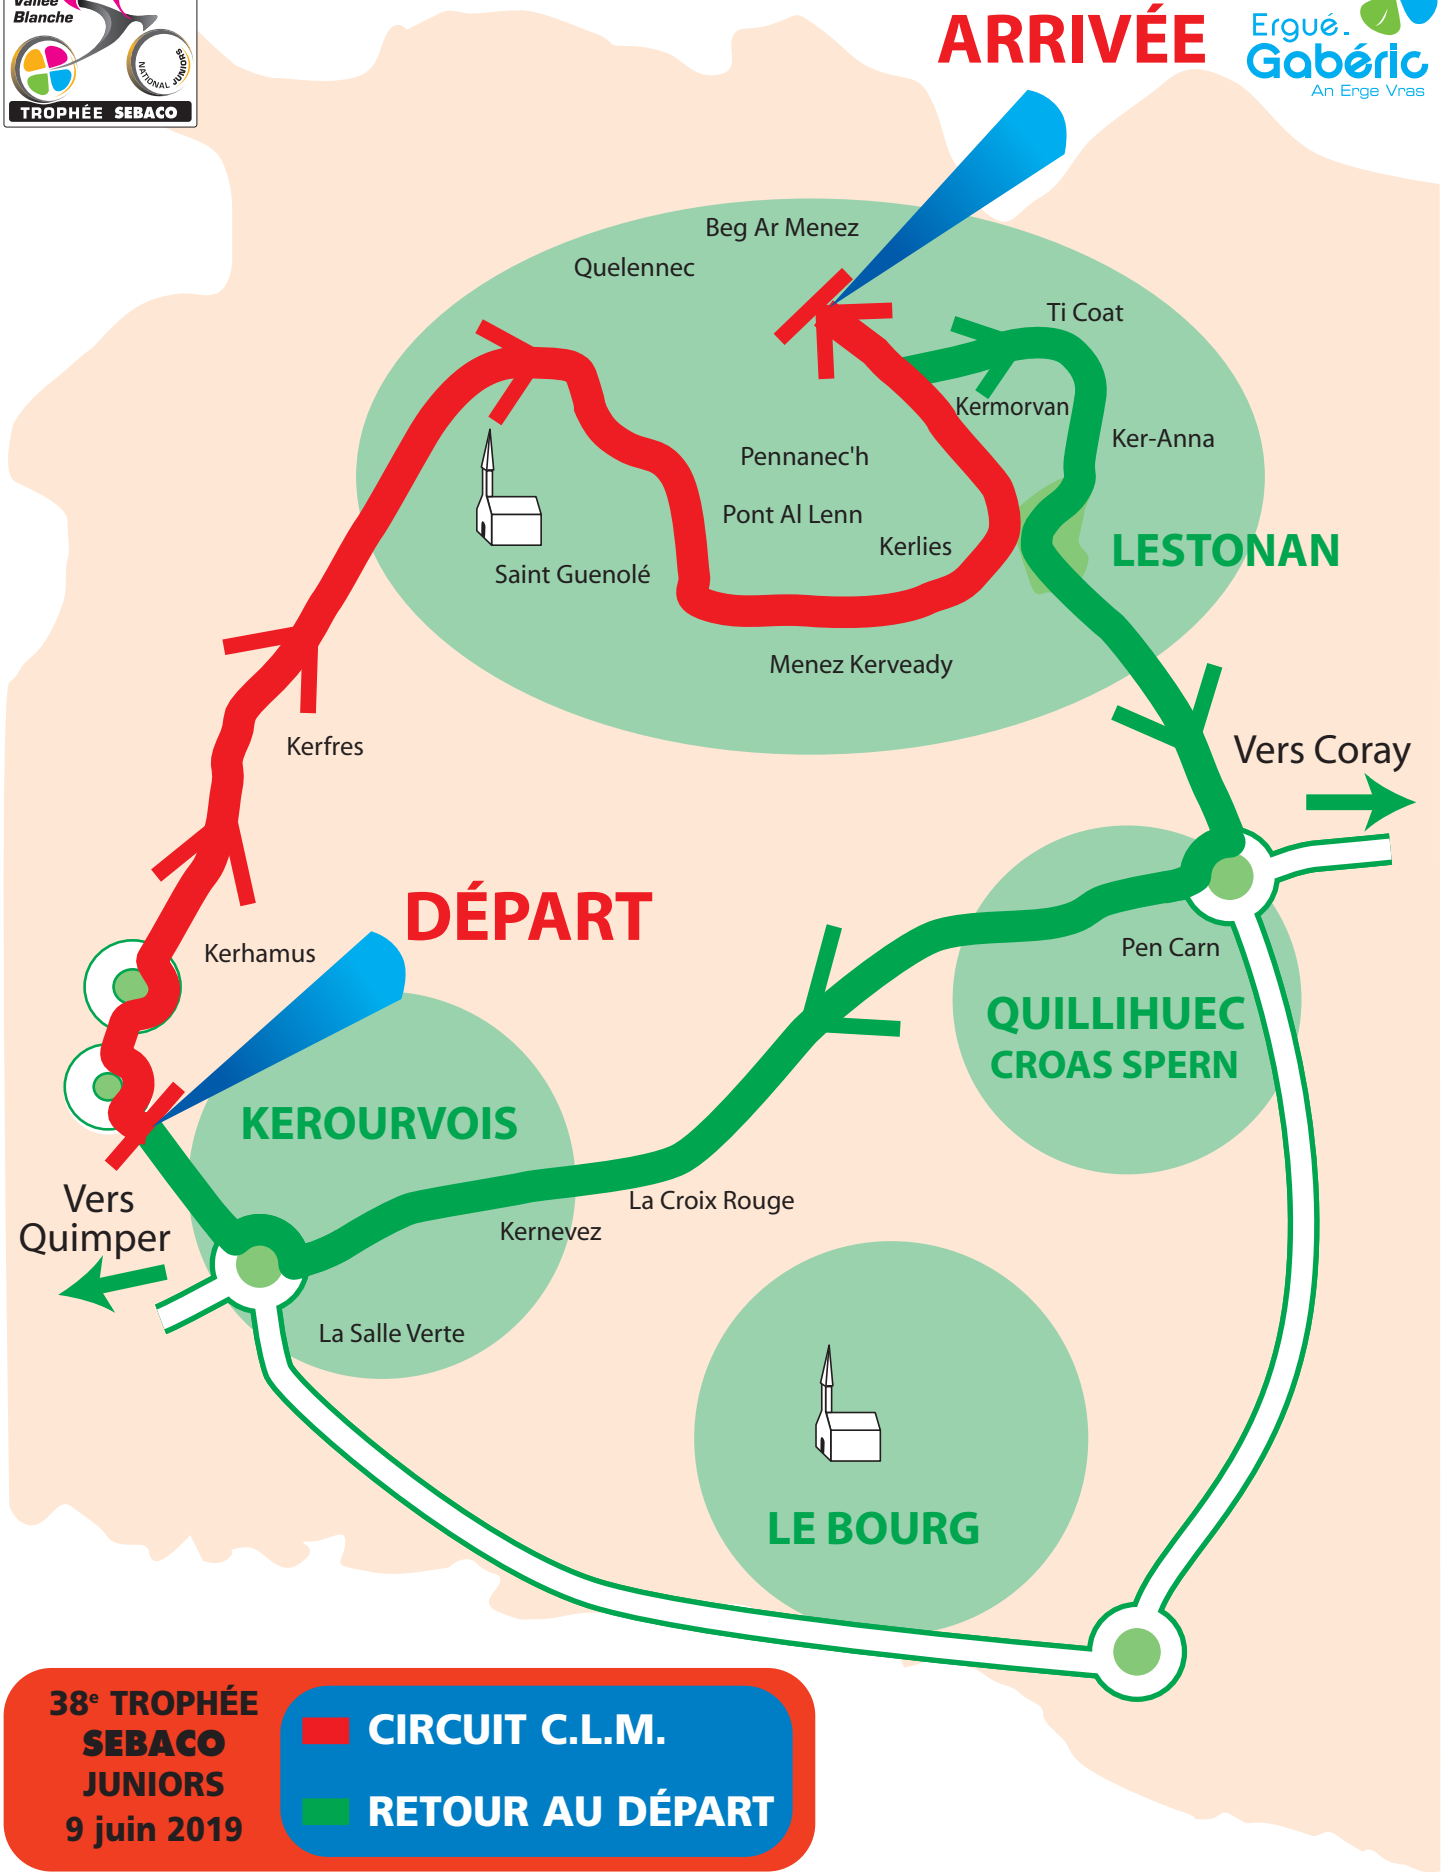 Vallée
Blanche
NATIONAL JUNIORS
TROPHÉE SEBACO
ARRIVÉE
Ergué.
Gabéric
An Erge Vras
Beg Ar Menez
Quelennec
Ti Coat
Kermorvan
Ker-Anna
Pennanec'h
Pont Al Lenn
Kerlies
LESTONAN
Saint Guenolé
Menez Kerveady
Kerfres
Vers Coray
DÉPART
Kerhamus
Pen Carn
QUILLIHUEC
CROAS SPERN
KEROURVOIS
Vers
Quimper
La Croix Rouge
Kernevez
La Salle Verte
LE BOURG
38e TROPHÉE
SEBACO
JUNIORS
9 juin 2019
CIRCUIT C.L.M.
RETOUR AU DÉPART